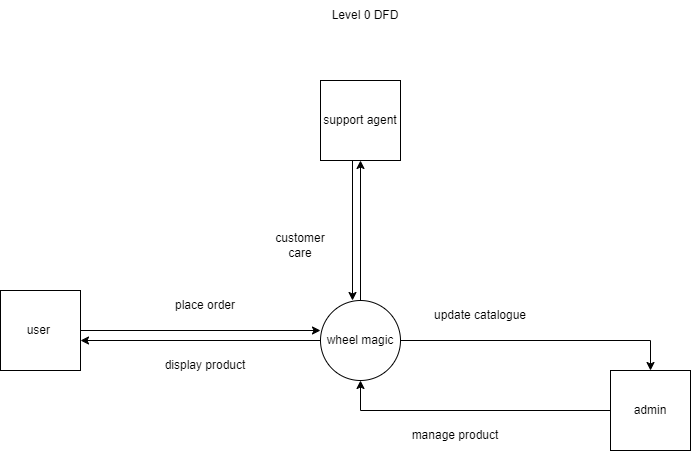 Level 0 DFD
support agent
customer
care
place order
update catalogue
user
wheel magic
display product
admin
manage product